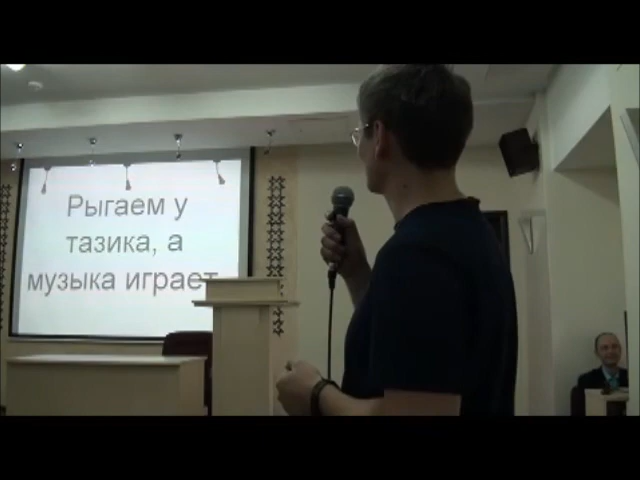 Рыгаем у
тазика, а
музыка играет